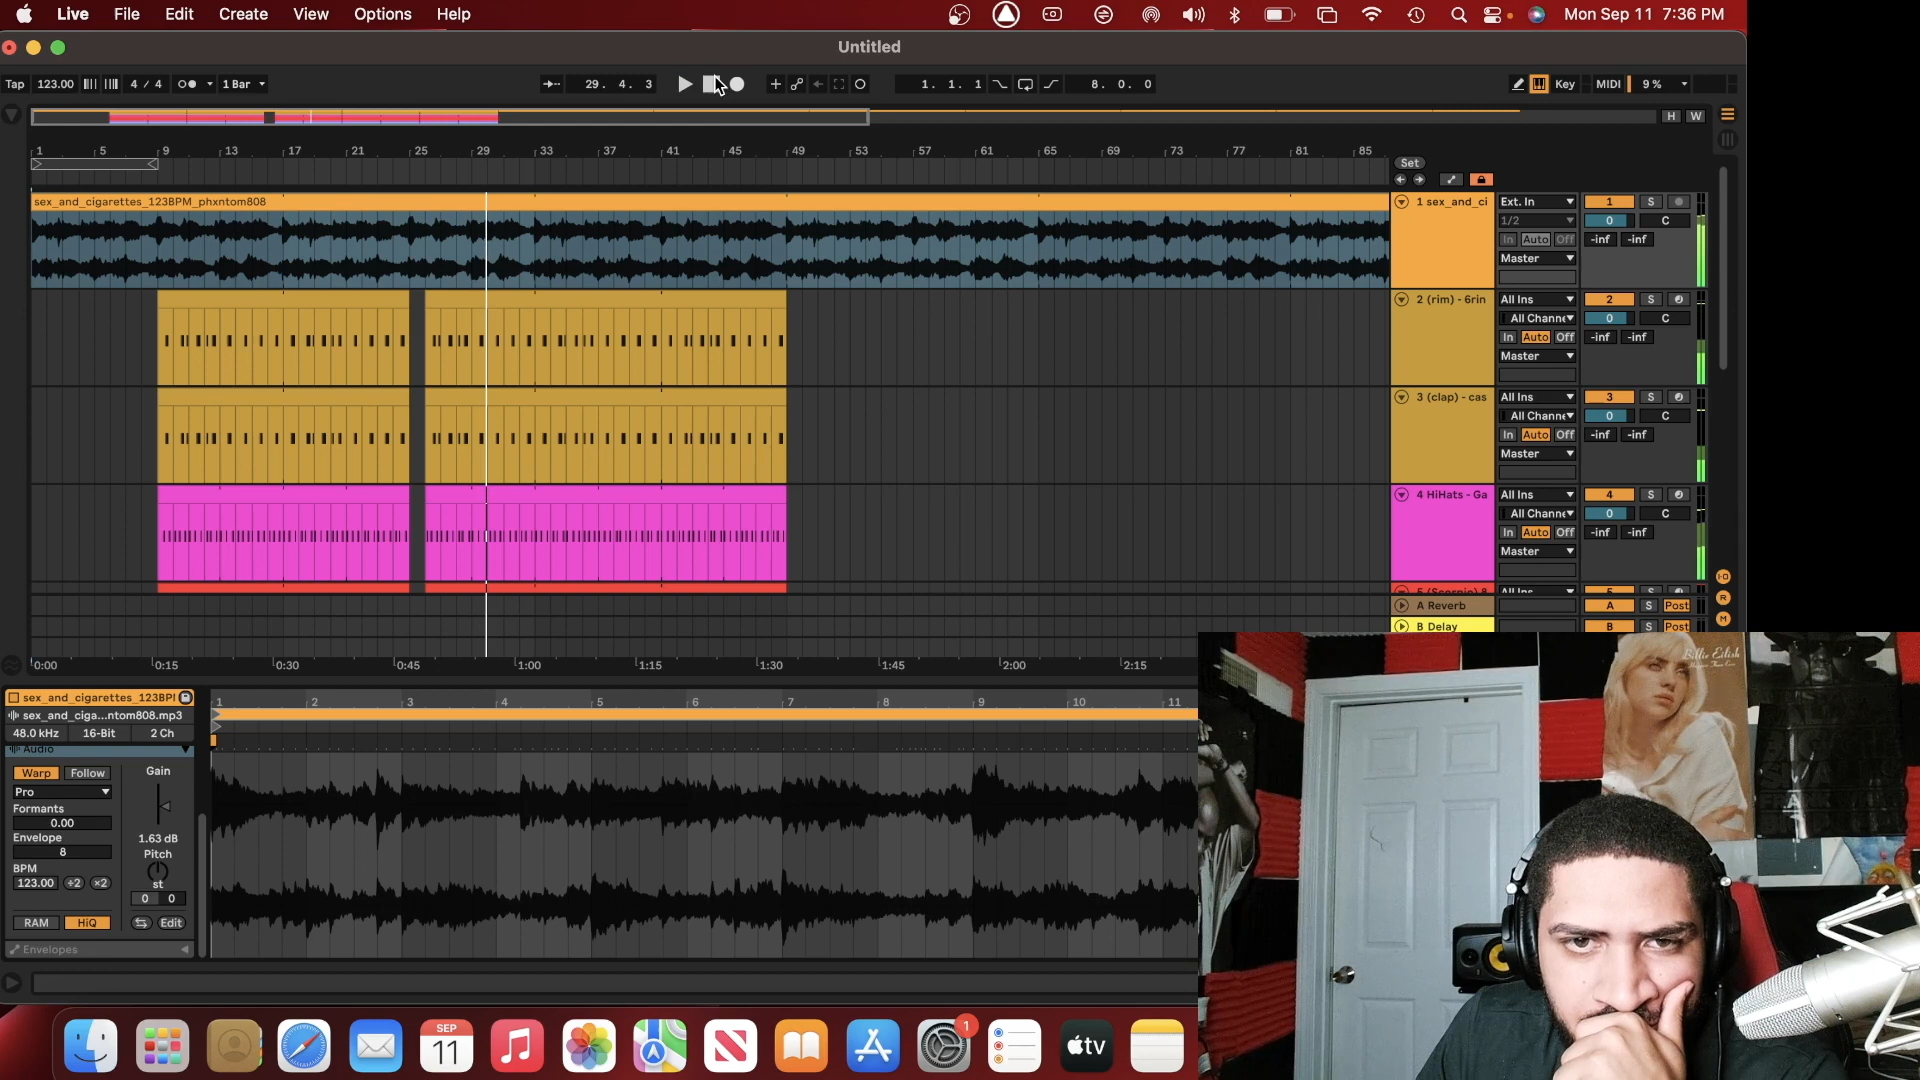 Live File Edit Create View Options Help Mon Sep 11 7:36 PM
Untitled
Tap 123.00 4 / 4 1 Bar 29. 4. 3 1. 1. 1 8. 0. 0 Key MIDI 9 %
H W
1 5 9 13 17 21 25 29 33 37 41 45 49 53 57 61 65 69 73 77 81 85
Set
sex_and_cigarettes_123BPM_phxntom808 1 sex_and_ci Ext. In 1 S
1/2 0 C
In Auto Off -inf -inf
Master
2 (rim) - 6rin All Ins 2 S
All Channe 0 C
In Auto Off -inf -inf
Master
3 (clap) - cas All Ins 3 S
All Channe 0 C
In Auto Off -inf -inf
Master
4 HiHats - Ga All Ins 4 S
All Channe 0 C
In Auto Off -inf -inf
Master
5 (Scorpio) 8 All Ins 5 S
A Reverb A S Post
B Delay B S Post
0:00 0:15 0:30 0:45 1:00 1:15 1:30 1:45 2:00 2:15
sex_and_cigarettes_123BPI
sex_and_ciga...ntom808.mp3
48.0 kHz 16-Bit 2 Ch
1 2 3 4 5 6 7 8 9 10 11
Audio
Warp Follow Gain
Pro
Formants
0.00
Envelope 1.63 dB
8 Pitch
BPM st
123.00 ÷2 ×2
0 0
RAM HiQ Edit
Envelopes
Billie Eilish
SEP
11
1
tv